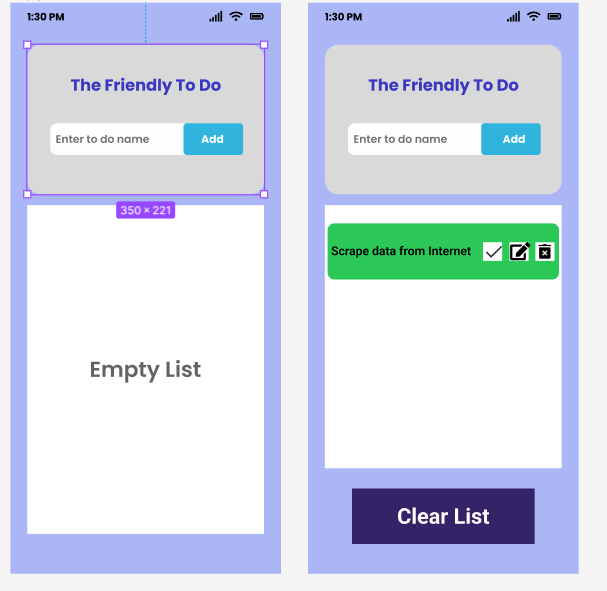 1:30 PM
The Friendly To Do
Enter to do name
Add
350 × 221
Empty List
1:30 PM
The Friendly To Do
Enter to do name
Add
Scrape data from Internet
Clear List